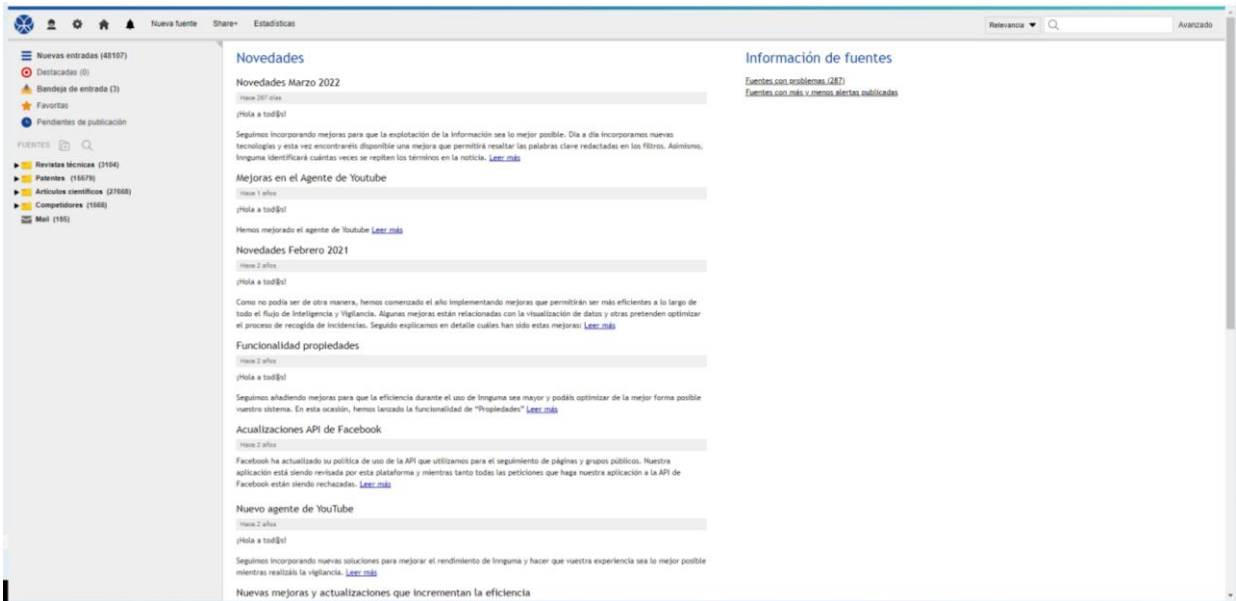 Nueva fuente Share+ Estadísticas Relevancia Avanzado
Nuevas entradas (48107)
Destacadas (0)
Bandeja de entrada (3)
Favoritas
Pendientes de publicación
FUENTES
Revistas técnicas (3104)
Patentes (15579)
Artículos científicos (27088)
Competidores (1568)
Mail (185)
Novedades
Novedades Marzo 2022
Hace 297 días
¡Hola a tod@s!
Seguimos incorporando mejoras para que la explotación de la información sea lo mejor posible. Día a día incorporamos nuevas
tecnologías y esta vez encontraréis disponible una mejora que permitirá resaltar las palabras clave redactadas en los filtros. Asimismo,
Innguma identificará cuántas veces se repiten los términos en la noticia. Leer más
Mejoras en el Agente de Youtube
Hace 1 años
¡Hola a tod@s!
Hemos mejorado el agente de Youtube Leer más
Novedades Febrero 2021
Hace 2 años
¡Hola a tod@s!
Como no podía ser de otra manera, hemos comenzado el año implementando mejoras que permitirán ser más eficientes a lo largo de
todo el flujo de Inteligencia y Vigilancia. Algunas mejoras están relacionadas con la visualización de datos y otras pretenden optimizar
el proceso de recogida de incidencias. Seguido explicamos en detalle cuáles han sido estas mejoras: Leer más
Funcionalidad propiedades
Hace 2 años
¡Hola a tod@s!
Seguimos añadiendo mejoras para que la eficiencia durante el uso de Innguma sea mayor y podáis optimizar de la mejor forma posible
vuestro sistema. En esta ocasión, hemos lanzado la funcionalidad de “Propiedades” Leer más
Acualizaciones API de Facebook
Hace 2 años
Facebook ha actualizado su política de uso de la API que utilizamos para el seguimiento de páginas y grupos públicos. Nuestra
aplicación está siendo revisada por esta plataforma y mientras tanto todas las peticiones que haga nuestra aplicación a la API de
Facebook están siendo rechazadas. Leer más
Nuevo agente de YouTube
Hace 2 años
¡Hola a tod@s!
Seguimos incorporando nuevas soluciones para mejorar el rendimiento de Innguma y hacer que vuestra experiencia sea lo mejor posible
mientras realizáis la vigilancia. Leer más
Nuevas mejoras y actualizaciones que incrementan la eficiencia
Información de fuentes
Fuentes con problemas (287)
Fuentes con más y menos alertas publicadas